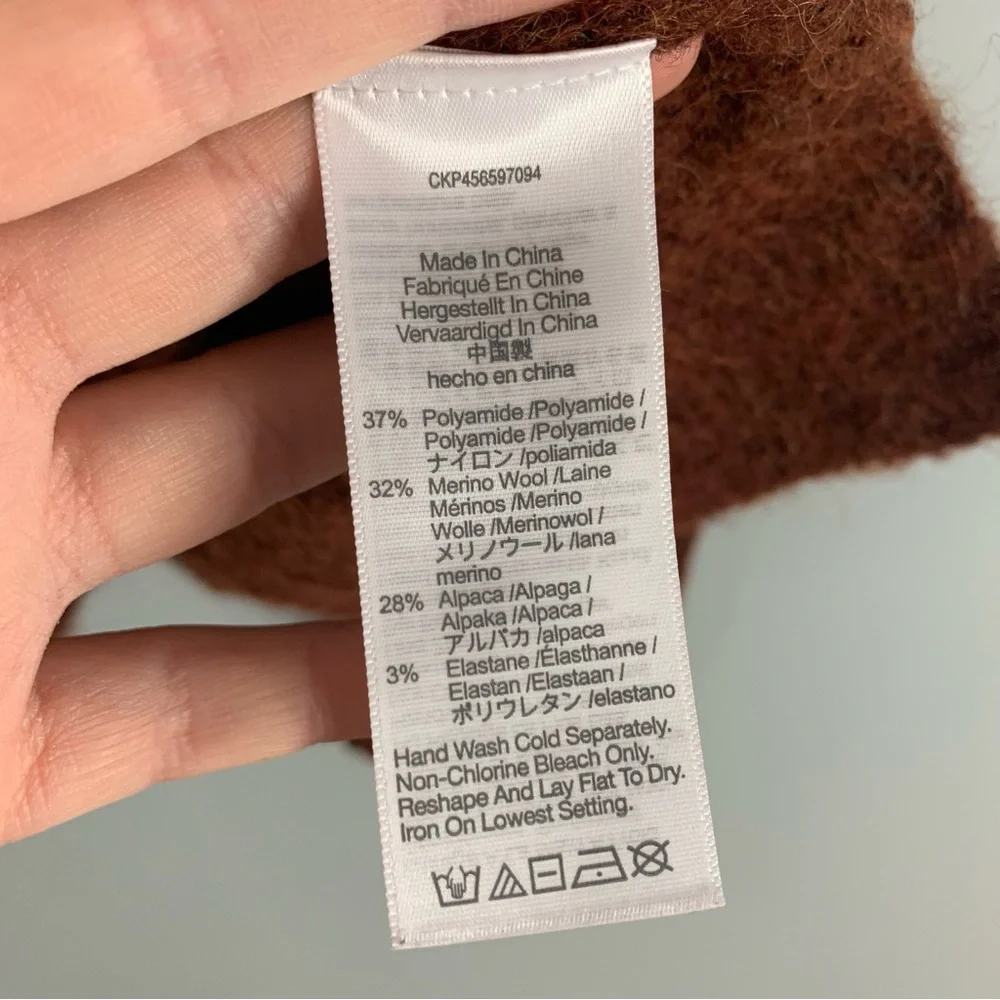 CKP456597094
Made In China
Fabriqué En Chine
Hergestellt In China
Vervaardigd In China
中国製
hecho en china
37% Polyamide /Polyamide /
Polyamide /Polyamide /
ナイロン /poliamida
32% Merino Wool /Laine
Mérinos /Merino
Wolle /Merinowol /
メリノウール /lana
merino
28% Alpaca /Alpaga /
Alpaka /Alpaca /
アルパカ /alpaca
3% Elastane /Élasthanne /
Elastan /Elastaan /
ポリウレタン /elastano
Hand Wash Cold Separately.
Non-Chlorine Bleach Only.
Reshape And Lay Flat To Dry.
Iron On Lowest Setting.